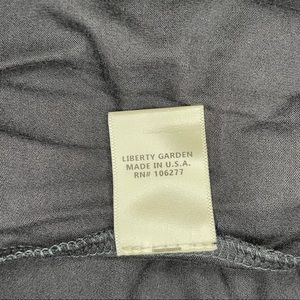 LIBERTY GARDEN
MADE IN U.S.A.
RN# 106277